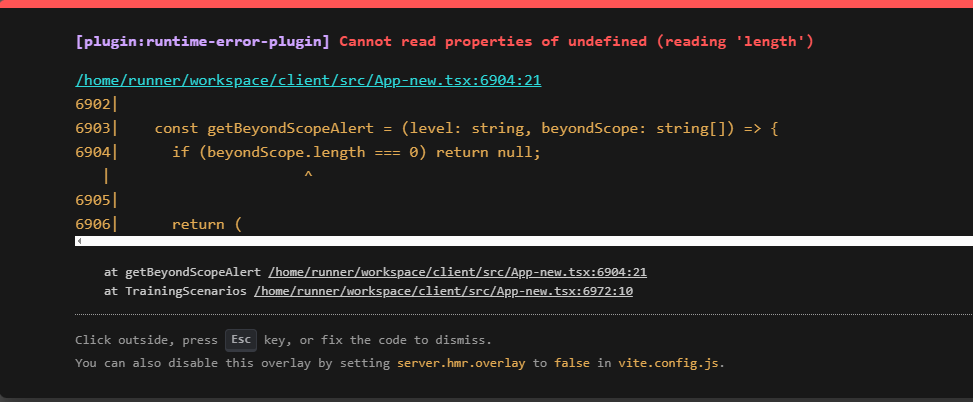 [plugin:runtime-error-plugin] Cannot read properties of undefined (reading 'length')
/home/runner/workspace/client/src/App-new.tsx:6904:21
6902|
6903|    const getBeyondScopeAlert = (level: string, beyondScope: string[]) => {
6904|      if (beyondScope.length === 0) return null;
   |                      ^
6905|
6906|      return (
at getBeyondScopeAlert /home/runner/workspace/client/src/App-new.tsx:6904:21
at TrainingScenarios /home/runner/workspace/client/src/App-new.tsx:6972:10
Click outside, press Esc key, or fix the code to dismiss.
You can also disable this overlay by setting server.hmr.overlay to false in vite.config.js.